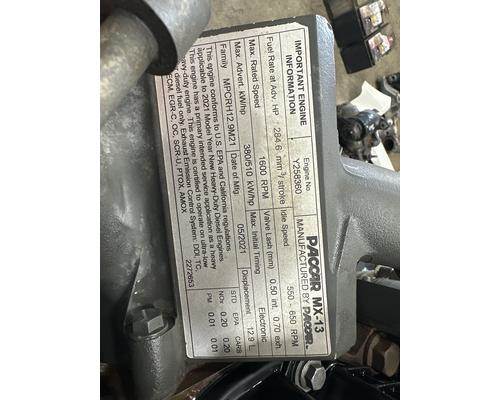 IMPORTANT ENGINE INFORMATION
PACCAR MX-13
MANUFACTURED BY PACCAR
Engine No. Y258360
Fuel Rate at Adv. HP 284.6 mm³/ stroke
Idle Speed 550 - 650 RPM
Max. Rated Speed 1600 RPM
Valve Lash (mm) 0.50 int. 0.70 exh.
Max. Advert. kW/hp 380/510 kW/hp
Max. Initial Timing Electronic
Family MPCRH12.9M21
Date of Mfg. 05/2021
Displacement 12.9 L
This engine conforms to U.S. EPA and California regulations
applicable to 2021 Model Year New Heavy-Duty Diesel Engines.
This engine has a primary intended service application as a heavy
heavy-duty engine. This engine is certified to operate on ultra-low
diesel fuel only. Exhaust Emission Control System: DDI, TC,
ECM, EGR-C, OC, SCR-U, PTOX, AMOX
STD EPA CARB
NOx 0.20 0.20
PM 0.01 0.01
2272653